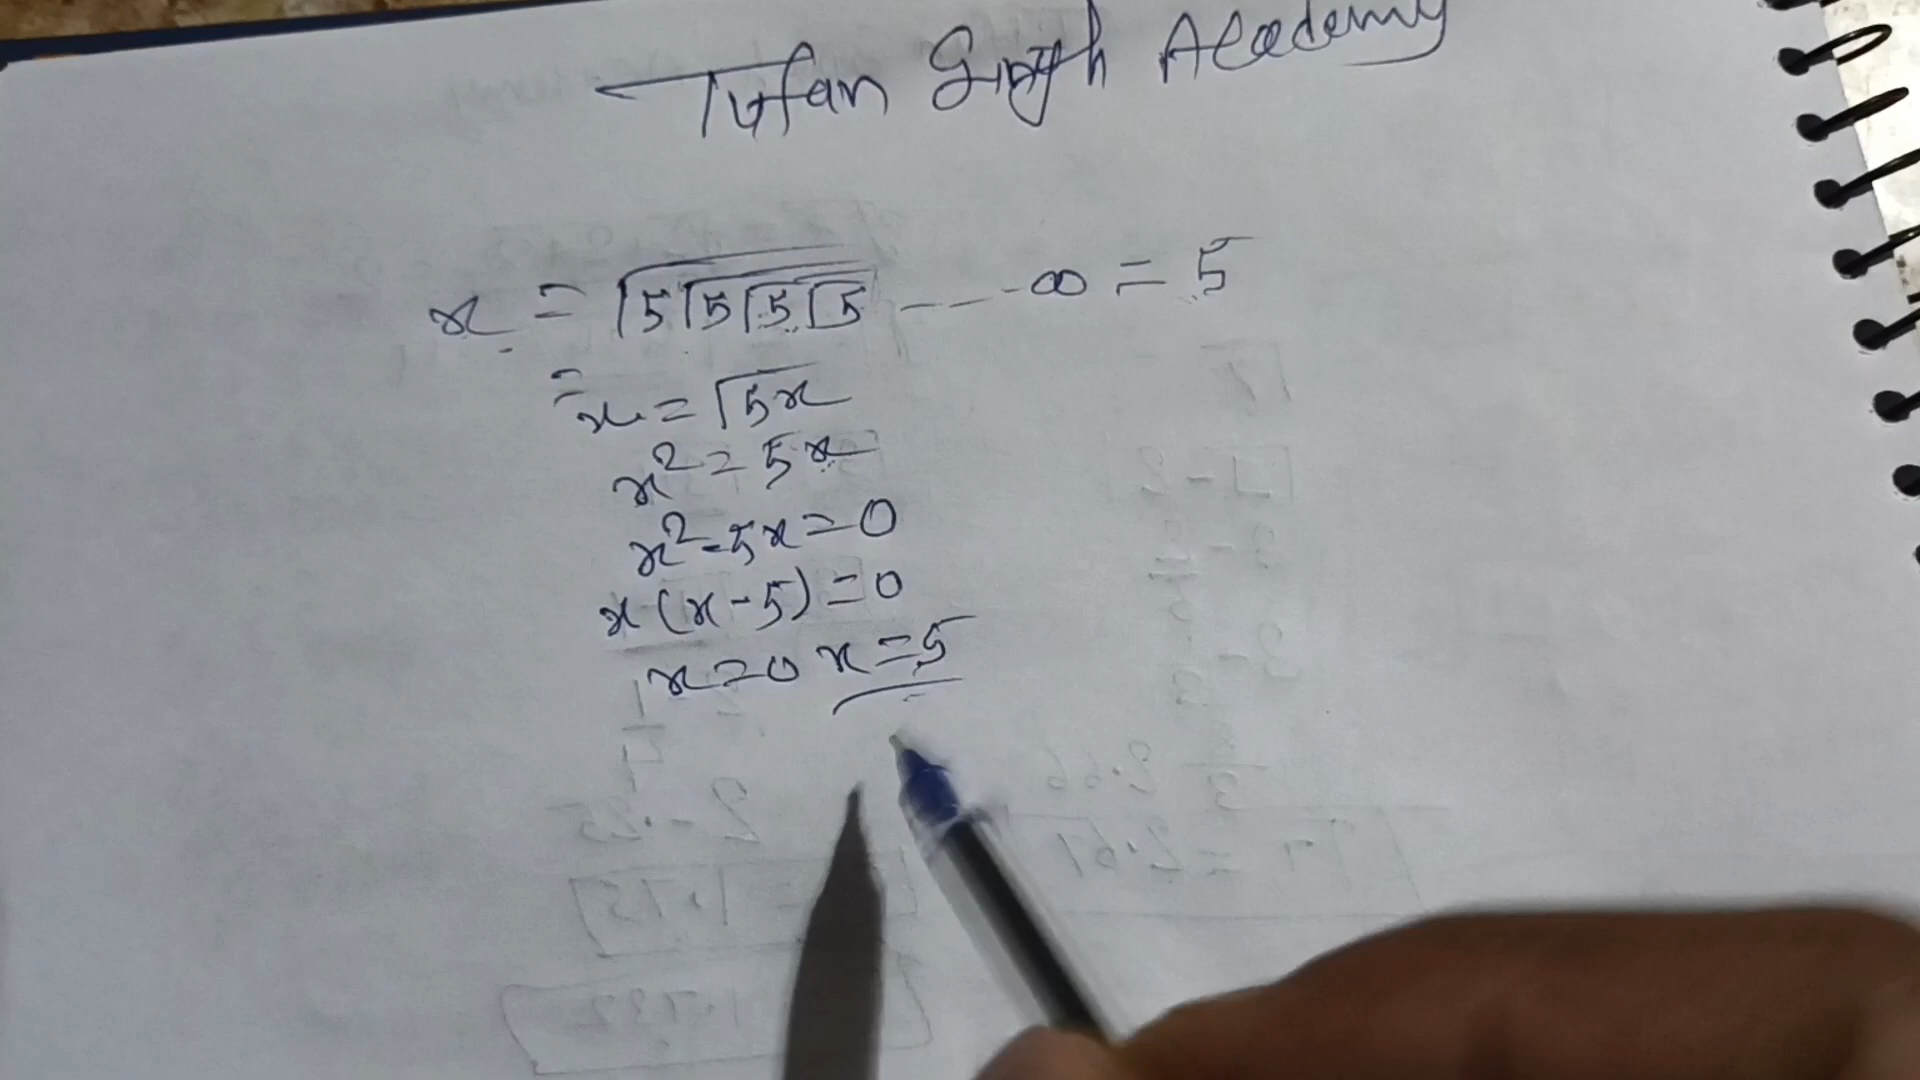 Tufan Singh Academy
x = √5√5√5√5 ---∞ = 5
= x = √5x
x² = 5x
x² - 5x = 0
x (x - 5) = 0
x = 0 x = 5